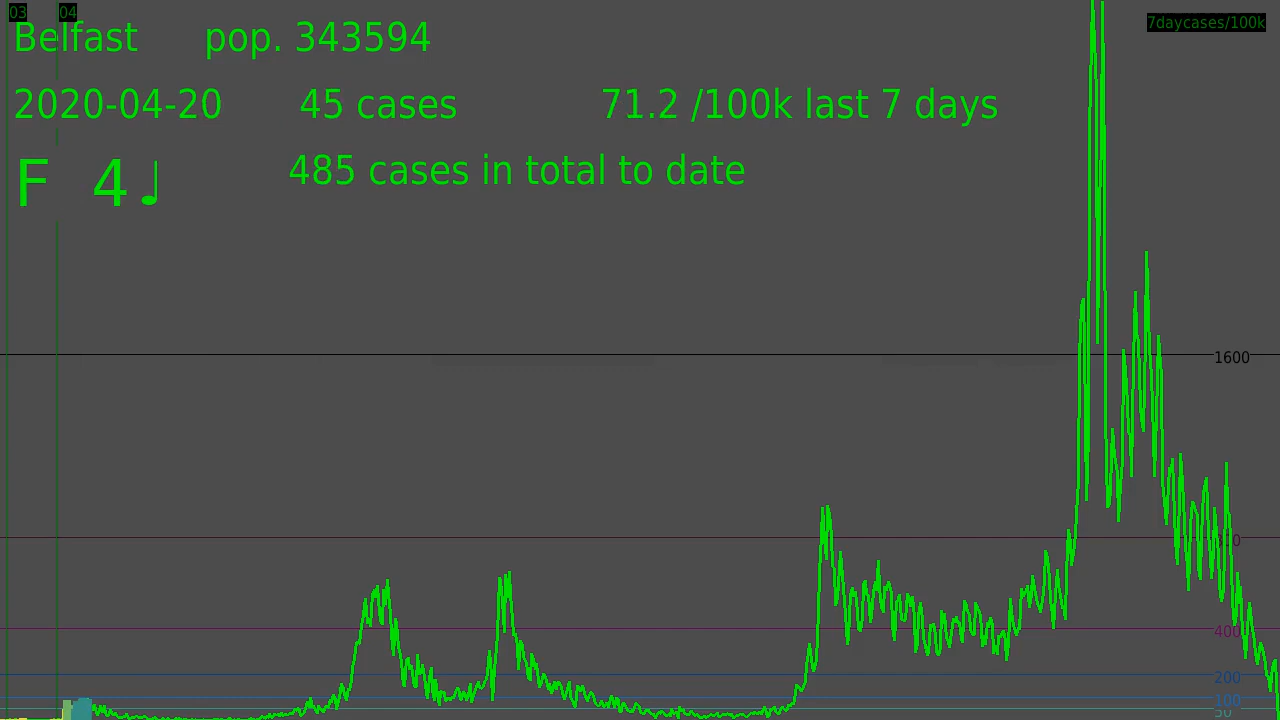 03 04
7daycases/100k
Belfast pop. 343594
2020-04-20 45 cases 71.2 /100k last 7 days
F 4♩ 485 cases in total to date
1600
400
200
100
50